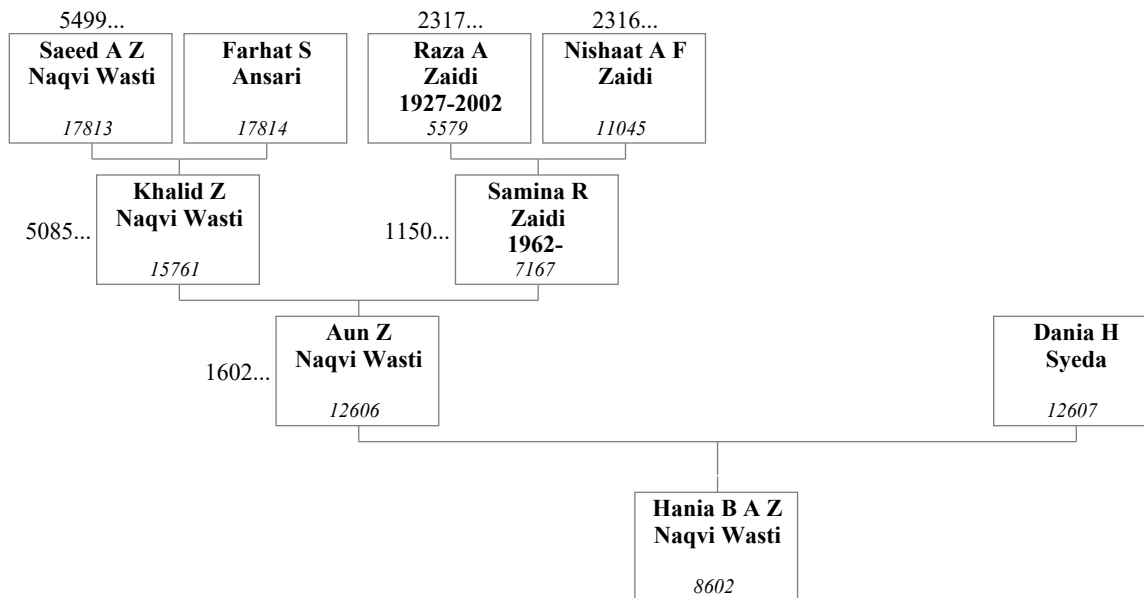 5499...
2317...
2316...
Saeed A Z
Naqvi Wasti
17813
Farhat S
Ansari
17814
Raza A
Zaidi
1927-2002
5579
Nishaat A F
Zaidi
11045
5085...
Khalid Z
Naqvi Wasti
15761
1150...
Samina R
Zaidi
1962-
7167
1602...
Aun Z
Naqvi Wasti
12606
Dania H
Syeda
12607
Hania B A Z
Naqvi Wasti
8602